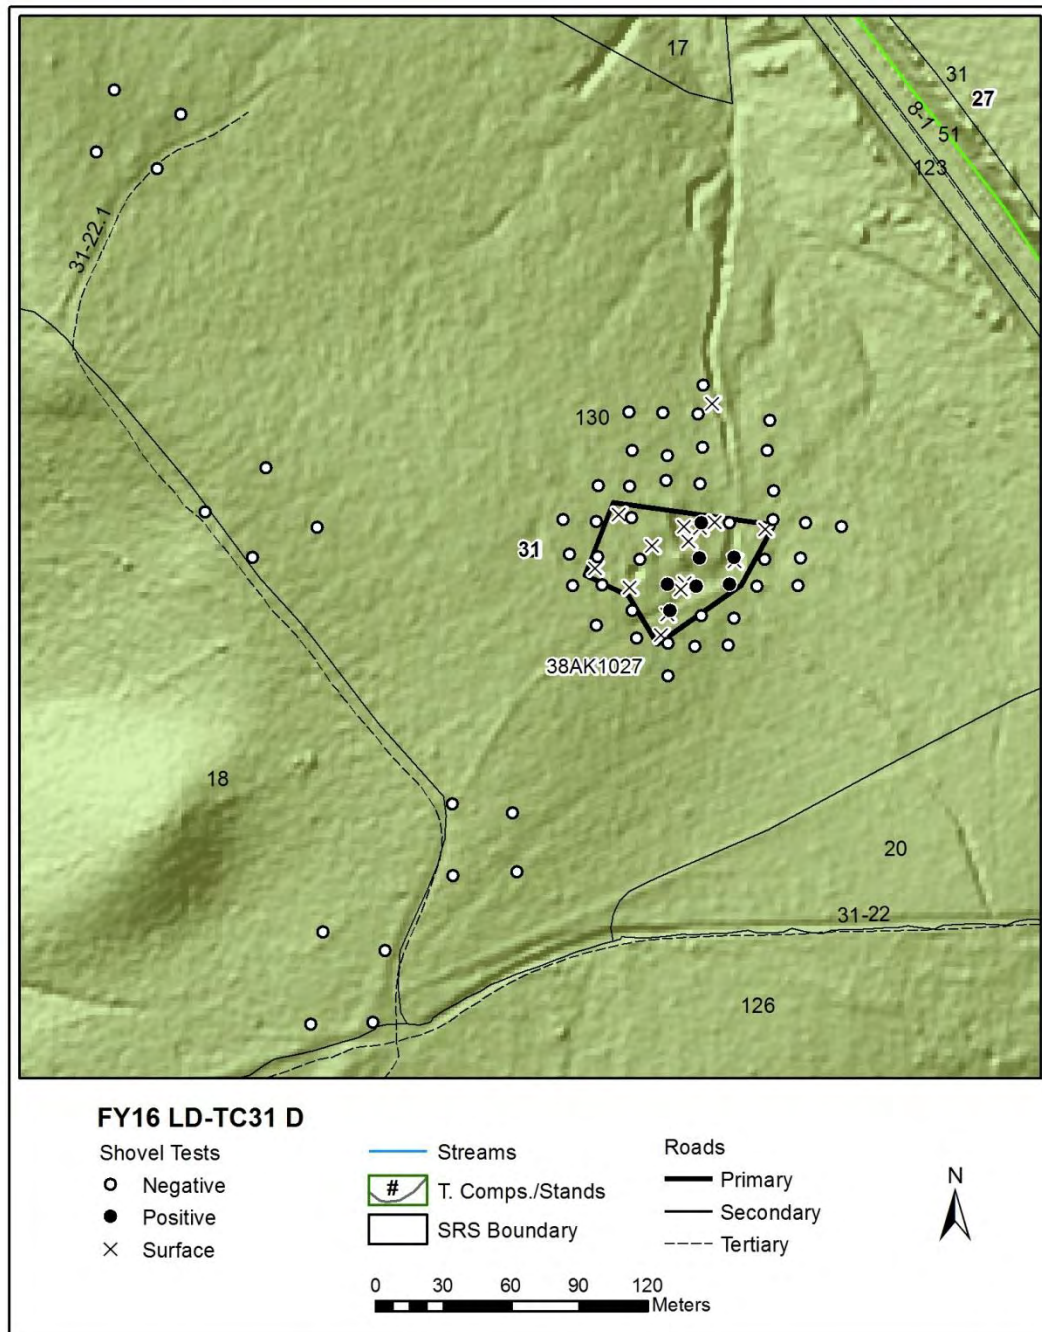 17
31
27
8-1
51
123
31-22.1
130
31
38AK1027
18
20
31-22
126
FY16 LD-TC31 D
Shovel Tests
Negative
Positive
Surface
Streams
# T. Comps./Stands
SRS Boundary
Roads
Primary
Secondary
Tertiary
N
0 30 60 90 120
Meters